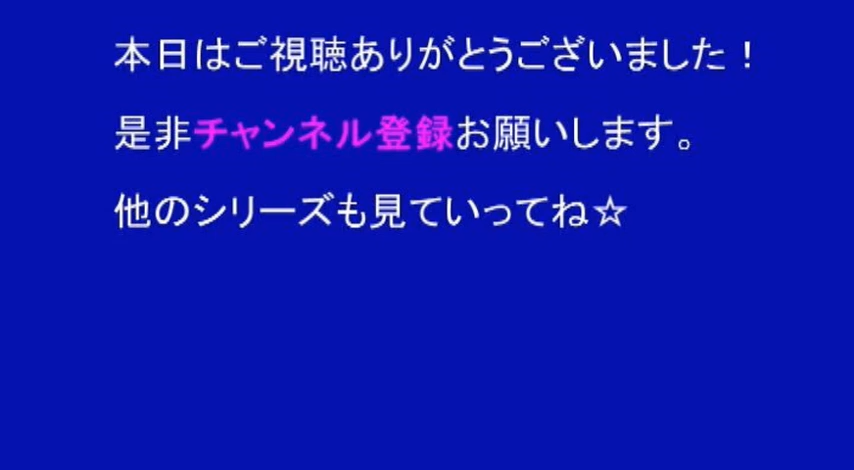 本日はご視聴ありがとうございました！
是非チャンネル登録お願いします。
他のシリーズも見ていってね☆